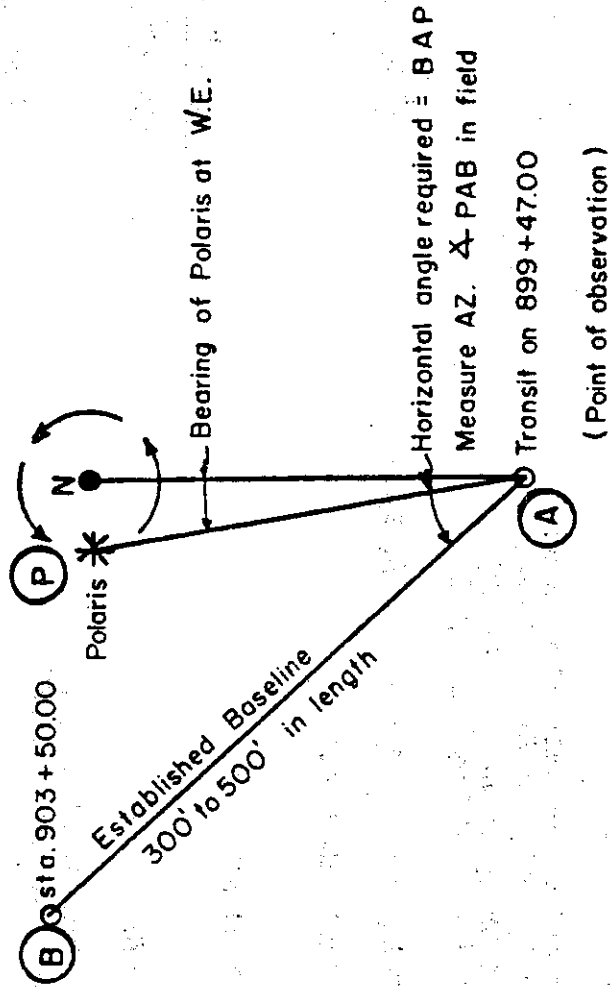 B
sta. 903+50.00
P
Polaris
N
Bearing of Polaris at W.E.
Established Baseline
300' to 500' in length
Horizontal angle required = BAP
Measure AZ. ∡ PAB in field
A
Transit on 899+47.00
(Point of observation)